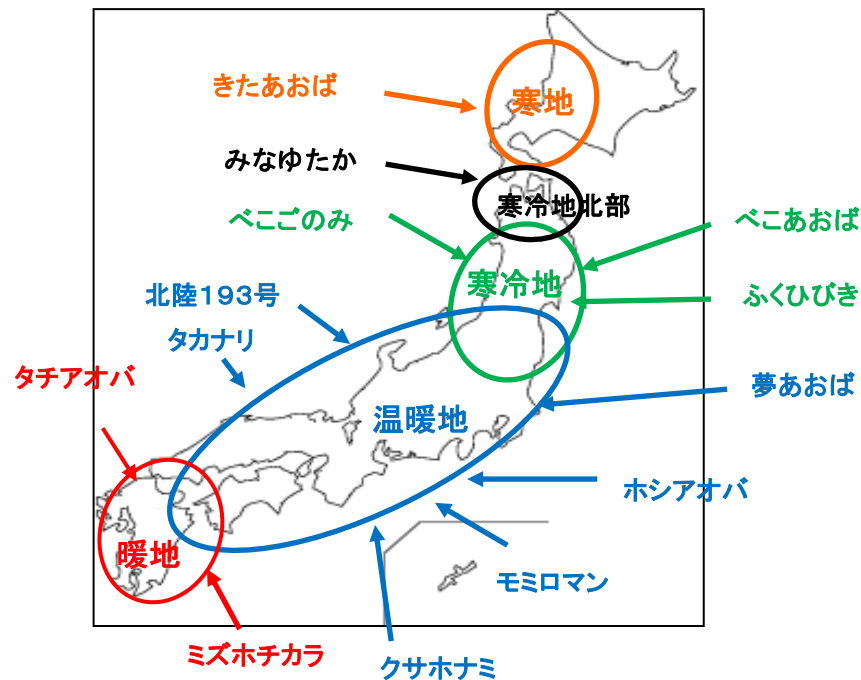 きたあおば
寒地
みなゆたか
寒冷地北部
べこごのみ
べこあおば
寒冷地
北陸193号
ふくひびき
タカナリ
タチアオバ
夢あおば
温暖地
ホシアオバ
暖地
モミロマン
ミズホチカラ
クサホナミ